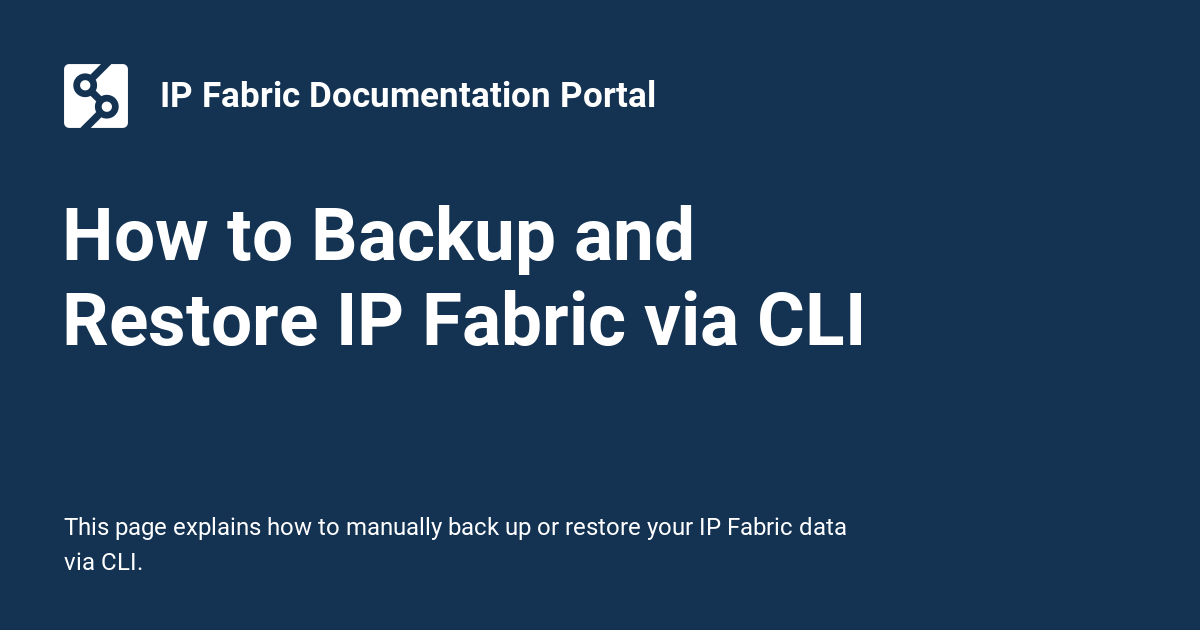 IP Fabric Documentation Portal
How to Backup and
Restore IP Fabric via CLI
This page explains how to manually back up or restore your IP Fabric data
via CLI.